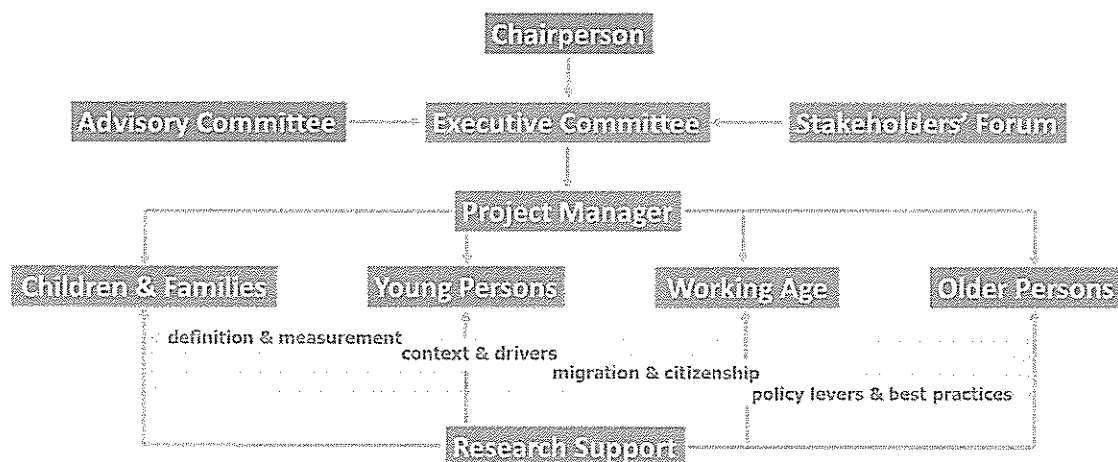 Chairperson
Advisory Committee
Executive Committee
Stakeholders' Forum
Project Manager
Children & Families
Young Persons
Working Age
Older Persons
definition & measurement
context & drivers
migration & citizenship
policy levers & best practices
Research Support